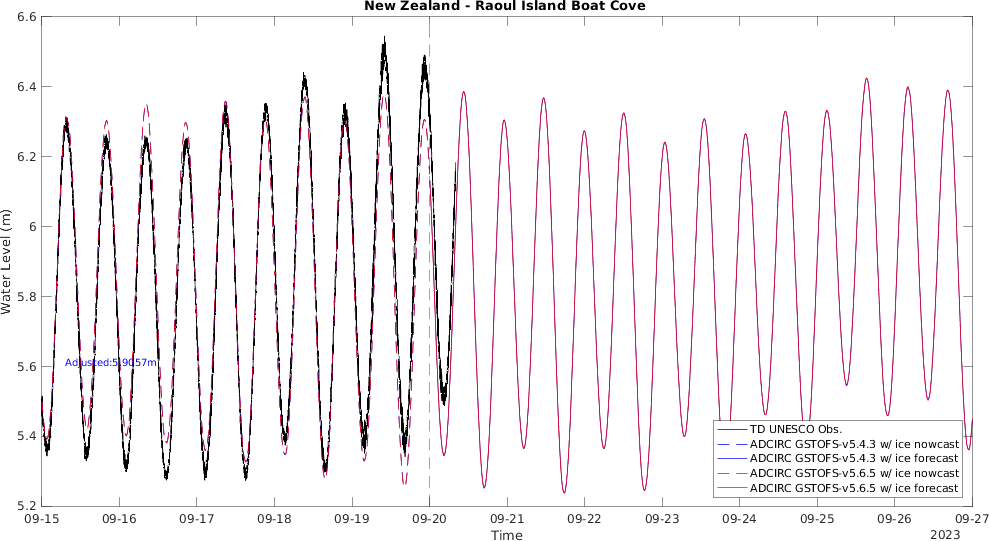 New Zealand - Raoul Island Boat Cove
6.6
6.4
6.2
6
5.8
5.6
5.4
5.2
Water Level (m)
Adjusted:5.9057m
TD UNESCO Obs.
ADCIRC GSTOFS-v5.4.3 w/ ice nowcast
ADCIRC GSTOFS-v5.4.3 w/ ice forecast
ADCIRC GSTOFS-v5.6.5 w/ ice nowcast
ADCIRC GSTOFS-v5.6.5 w/ ice forecast
09-15 09-16 09-17 09-18 09-19 09-20 09-21 09-22 09-23 09-24 09-25 09-26 09-27
Time
2023